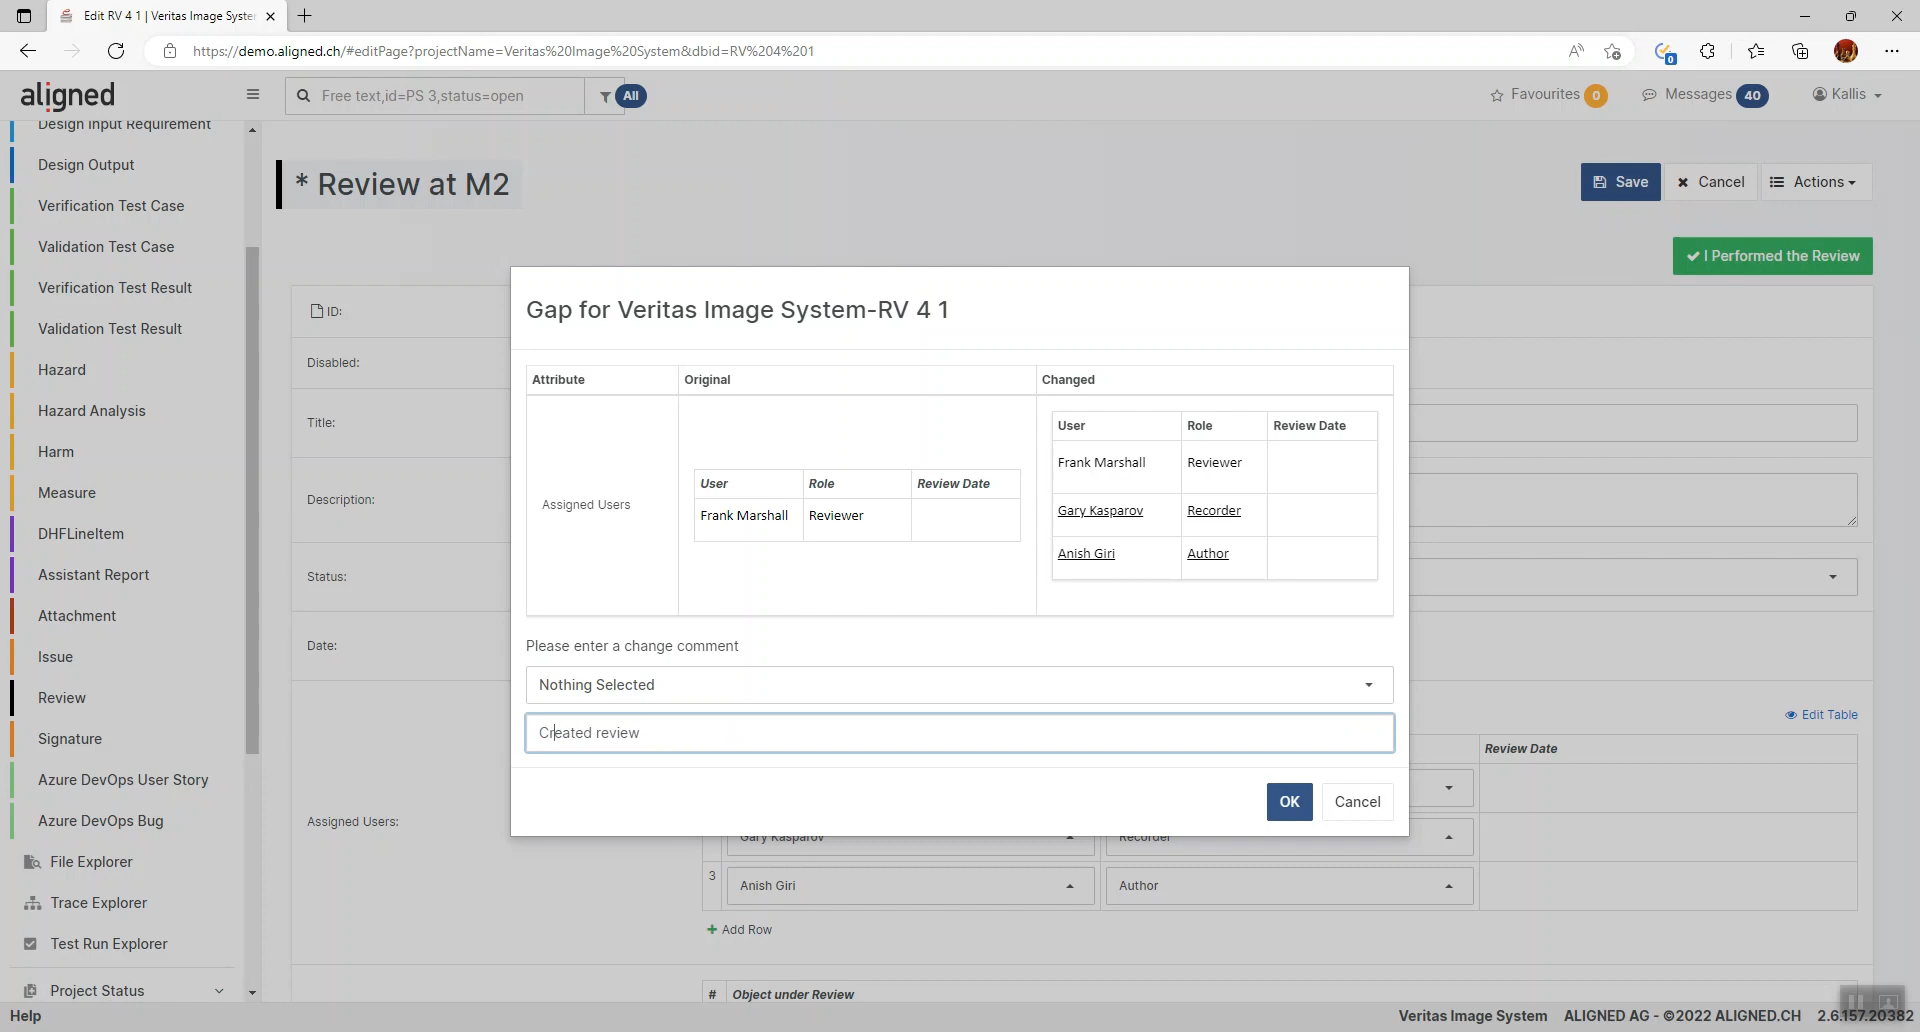 Edit RV 4 1 | Veritas Image Syste
https://demo.aligned.ch/#editPage?projectName=Veritas%20Image%20System&dbid=RV%204%201
0
aligned
Free text,id=PS 3,status=open
All
Favourites 0
Messages 40
Kallis
Design Input Requirement
Design Output
Verification Test Case
Validation Test Case
Verification Test Result
Validation Test Result
Hazard
Hazard Analysis
Harm
Measure
DHFLineItem
Assistant Report
Attachment
Issue
Review
Signature
Azure DevOps User Story
Azure DevOps Bug
File Explorer
Trace Explorer
Test Run Explorer
Project Status
* Review at M2
Save
Cancel
Actions
I Performed the Review
ID:
Disabled:
Title:
Description:
Status:
Date:
Assigned Users:
Gap for Veritas Image System-RV 4 1
Attribute Original Changed
Assigned Users
User Role Review Date
Frank Marshall Reviewer
User Role Review Date
Frank Marshall Reviewer
Gary Kasparov Recorder
Anish Giri Author
Please enter a change comment
Nothing Selected
Created review
OK
Cancel
Edit Table
Review Date
Gary Kasparov Recorder
3 Anish Giri Author
Add Row
# Object under Review
Help
Veritas Image System ALIGNED AG - ©2022 ALIGNED.CH 2.6.157.20382